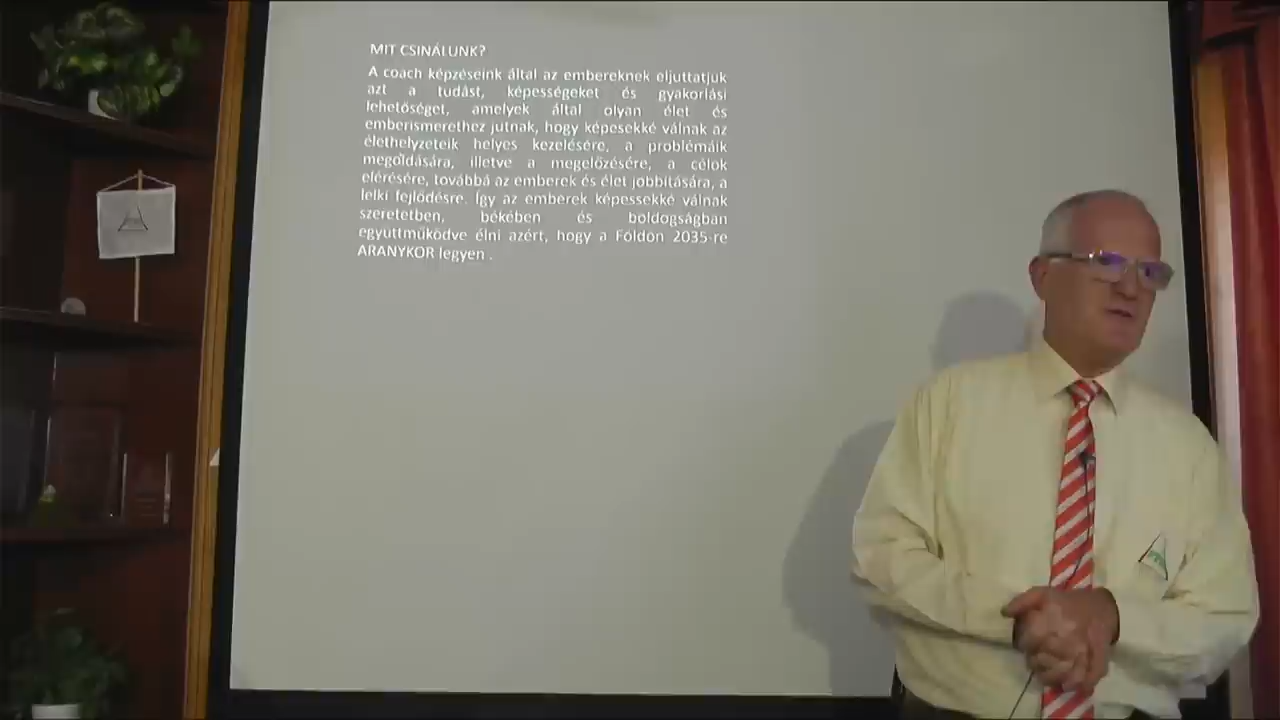 MIT CSINÁLUNK?
A coach képzéseink által az embereknek eljuttatjuk
azt a tudást, képességeket és gyakorlási
lehetőséget, amelyek által olyan élet és
emberismerethez jutnak, hogy képesekké válnak az
élethelyzeteik helyes kezelésére, a problémáik
megoldására, illetve a megelőzésére, a célok
elérésére, továbbá az emberek és élet jobbítására, a
lelki fejlődésre. Így az emberek képessekké válnak
szeretetben, békében és boldogságban
együttműködve élni azért, hogy a Földön 2035-re
ARANYKOR legyen .